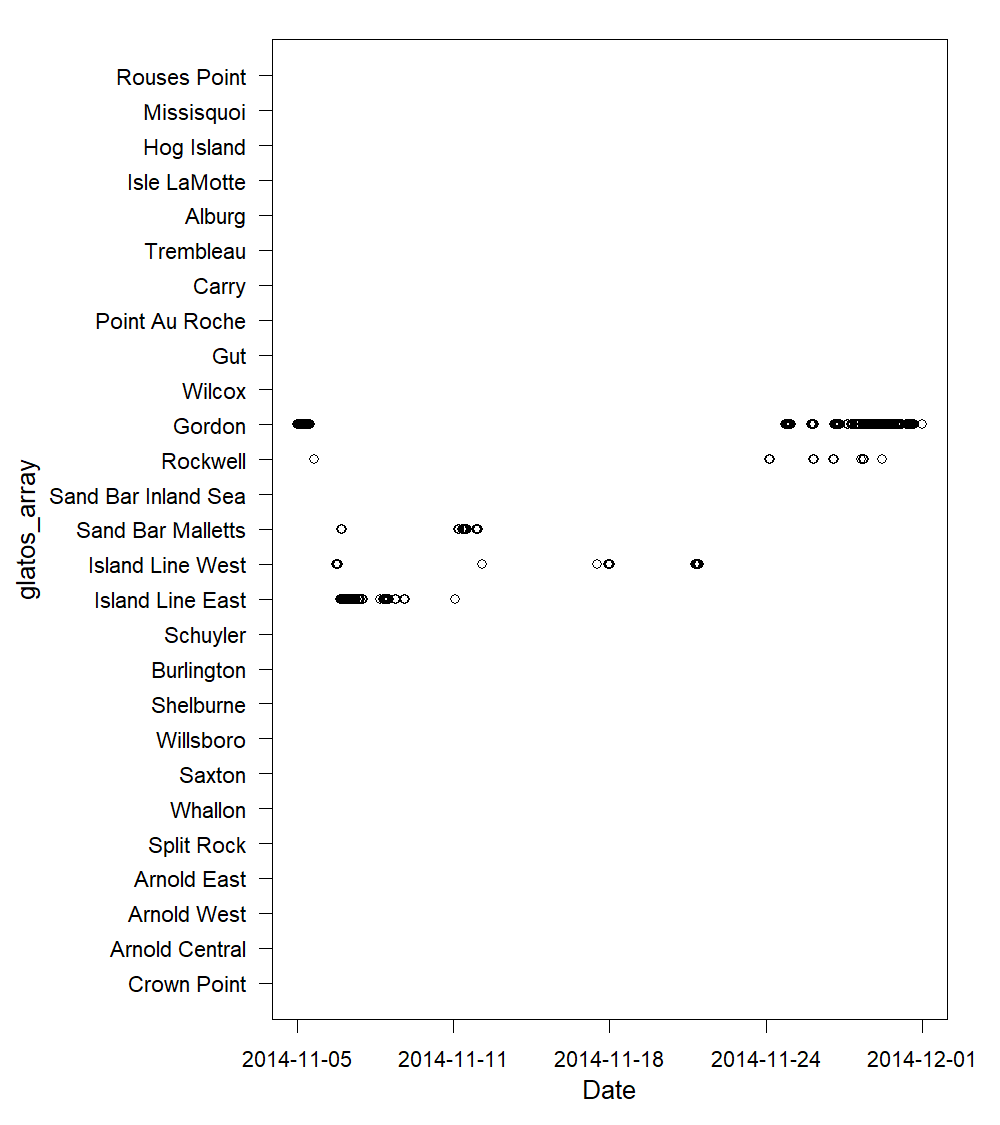 Rouses Point
Missisquoi
Hog Island
Isle LaMotte
Alburg
Trembleau
Carry
Point Au Roche
Gut
Wilcox
Gordon
Rockwell
Sand Bar Inland Sea
Sand Bar Malletts
Island Line West
Island Line East
Schuyler
Burlington
Shelburne
Willsboro
Saxton
Whallon
Split Rock
Arnold East
Arnold West
Arnold Central
Crown Point
glatos_array
2014-11-05 2014-11-11 2014-11-18 2014-11-24 2014-12-01
Date